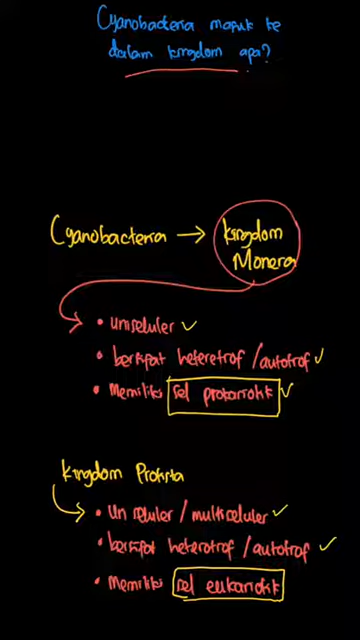 Cyanobacteria masuk ke
dalam kingdom apa?
Cyanobacteria → kingdom
Monera
• uniseluler ✓
• bersifat heterotrof / autotrof ✓
• Memiliki sel prokariotik ✓
kingdom Protista
• uniseluler / multiseluler ✓
• bersifat heterotrof / autotrof ✓
• Memiliki sel eukariotik